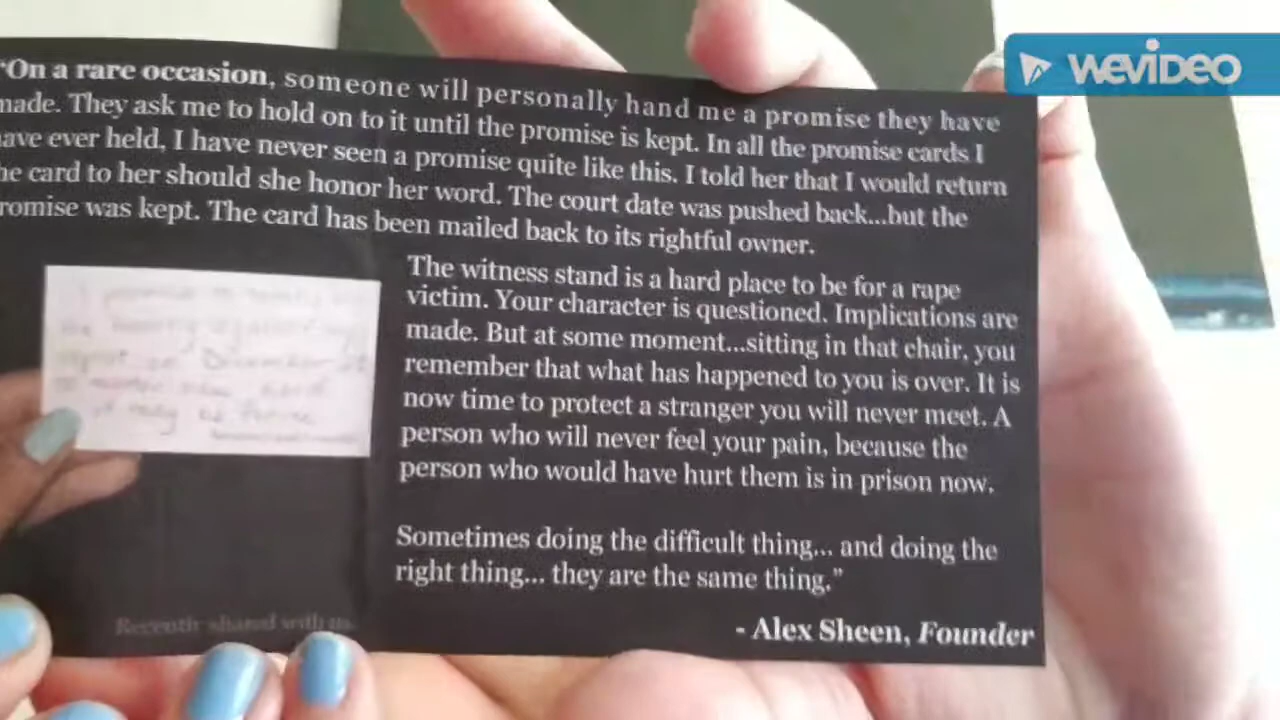 WEVIDEO
"On a rare occasion, someone will personally hand me a promise they have
made. They ask me to hold on to it until the promise is kept. In all the promise cards I
have ever held, I have never seen a promise quite like this. I told her that I would return
the card to her should she honor her word. The court date was pushed back...but the
promise was kept. The card has been mailed back to its rightful owner.
The witness stand is a hard place to be for a rape
victim. Your character is questioned. Implications are
made. But at some moment...sitting in that chair, you
remember that what has happened to you is over. It is
now time to protect a stranger you will never meet. A
person who will never feel your pain, because the
person who would have hurt them is in prison now.
Sometimes doing the difficult thing... and doing the
right thing... they are the same thing."
- Alex Sheen, Founder
I promise to
December
Recently shared with us.